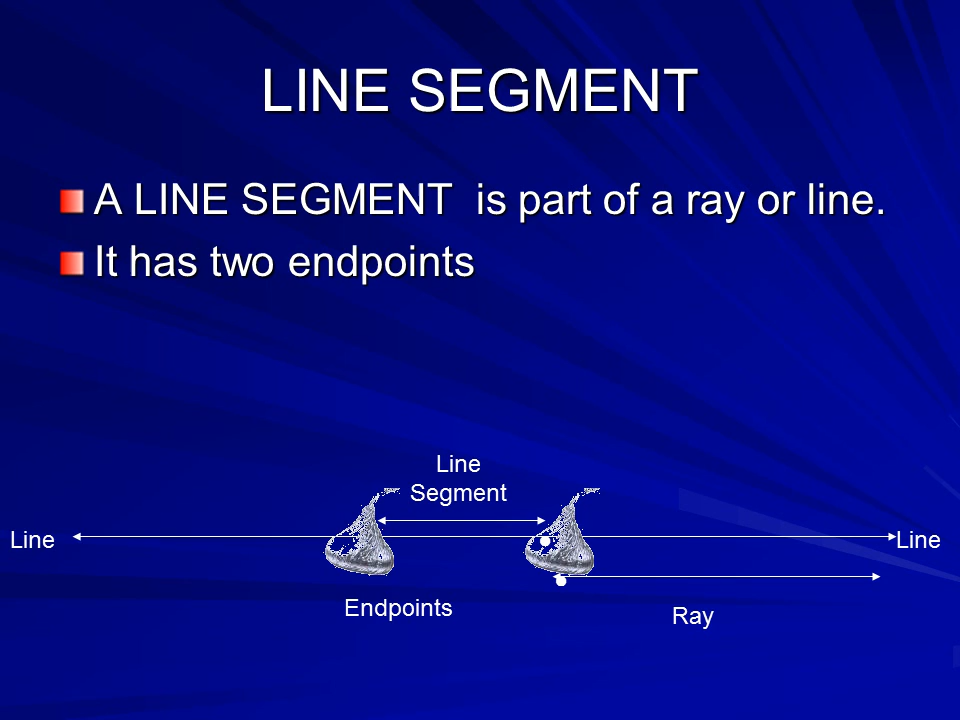 LINE SEGMENT
A LINE SEGMENT is part of a ray or line.
It has two endpoints
Line
Segment
Line
Line
Endpoints
Ray